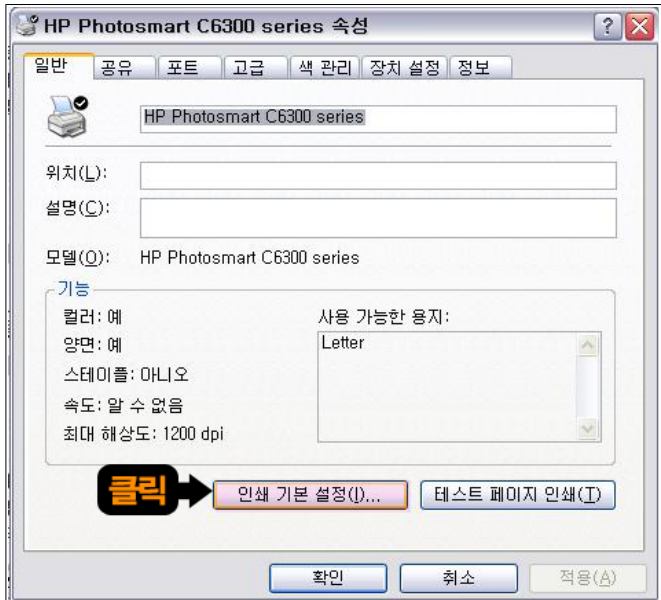 HP Photosmart C6300 series 속성
일반 공유 포트 고급 색 관리 장치 설정 정보
HP Photosmart C6300 series
위치(L):
설명(C):
모델(O): HP Photosmart C6300 series
기능
컬러: 예
사용 가능한 용지:
양면: 예
Letter
스테이플: 아니오
속도: 알 수 없음
최대 해상도: 1200 dpi
클릭 인쇄 기본 설정(I)... 테스트 페이지 인쇄(T)
확인 취소 적용(A)